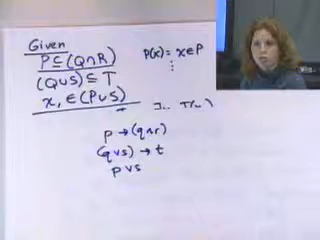 Given
P⊆(Q∩R)
(Q∪S)⊆T
x, ∈(P∪S)
P(x) = x∈P
⋮
p → (q∧r)
(q∨s) → t
p∨s